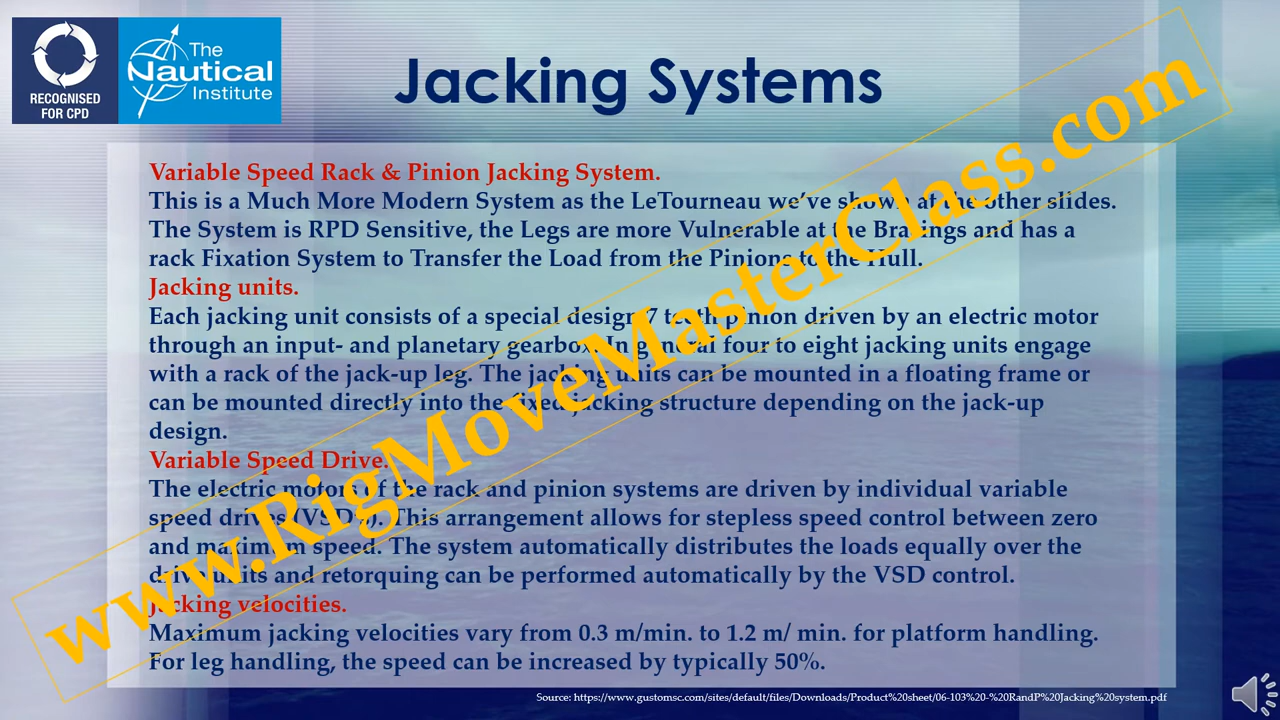 RECOGNISED
FOR CPD
The
Nautical
Institute
Jacking Systems
Variable Speed Rack & Pinion Jacking System.
This is a Much More Modern System as the LeTourneau we've shown at the other slides.
The System is RPD Sensitive, the Legs are more Vulnerable at the Bracings and has a
rack Fixation System to Transfer the Load from the Pinions to the Hull.
Jacking units.
Each jacking unit consists of a special design 7 teeth pinion driven by an electric motor
through an input- and planetary gearbox. In general four to eight jacking units engage
with a rack of the jack-up leg. The jacking units can be mounted in a floating frame or
can be mounted directly into the fixed jacking structure depending on the jack-up
design.
Variable Speed Drive.
The electric motors of the rack and pinion systems are driven by individual variable
speed drives (VSD's). This arrangement allows for stepless speed control between zero
and maximum speed. The system automatically distributes the loads equally over the
drive units and retorquing can be performed automatically by the VSD control.
Jacking velocities.
Maximum jacking velocities vary from 0.3 m/min. to 1.2 m/ min. for platform handling.
For leg handling, the speed can be increased by typically 50%.
www.RigMoveMasterClass.com
Source: https://www.gustomsc.com/sites/default/files/Downloads/Product%20sheet/06-103%20-%20RandP%20Jacking%20system.pdf